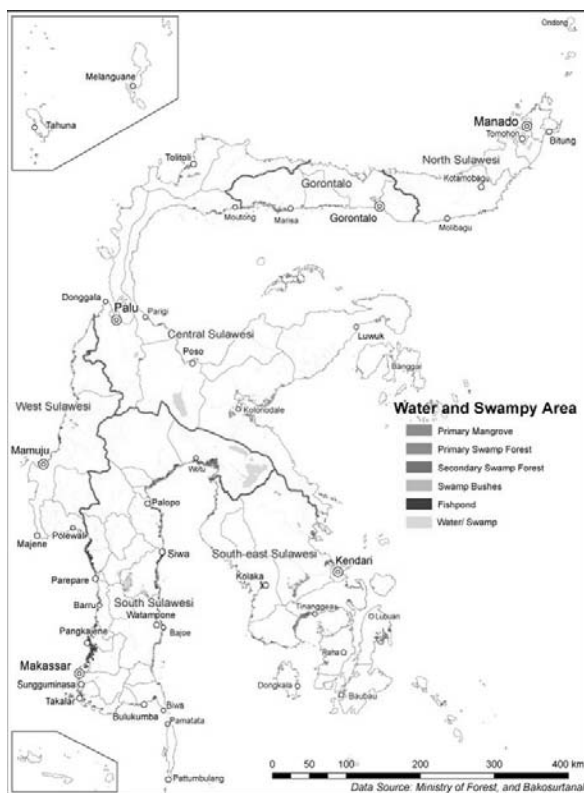 Ondong
Melanguane
Tahuna
Manado
Tomohon
Bitung
North Sulawesi
Tolitoli
Gorontalo
Kotamobagu
Moutong
Marisa
Gorontalo
Molibagu
Donggala
Palu
Parigi
Central Sulawesi
Luwuk
Poso
Banggai
West Sulawesi
Kolonodale
Water and Swampy Area
Primary Mangrove
Primary Swamp Forest
Secondary Swamp Forest
Swamp Bushes
Fishpond
Water/ Swamp
Mamuju
Wotu
Palopo
Polewali
Majene
Siwa
South-east Sulawesi
Kendari
Parepare
Kolaka
Barru
South Sulawesi
Tinanggea
Lubuan
Watampone
Bajoe
Pangkajene
Raha
Makassar
Sungguminasa
Dongkala
Baubau
Takalar
Bulukumba
Biwa
Pamatata
Pattumbulang
0 100 200 300 400 km
Data Source: Ministry of Forest, and Bakosurtanal